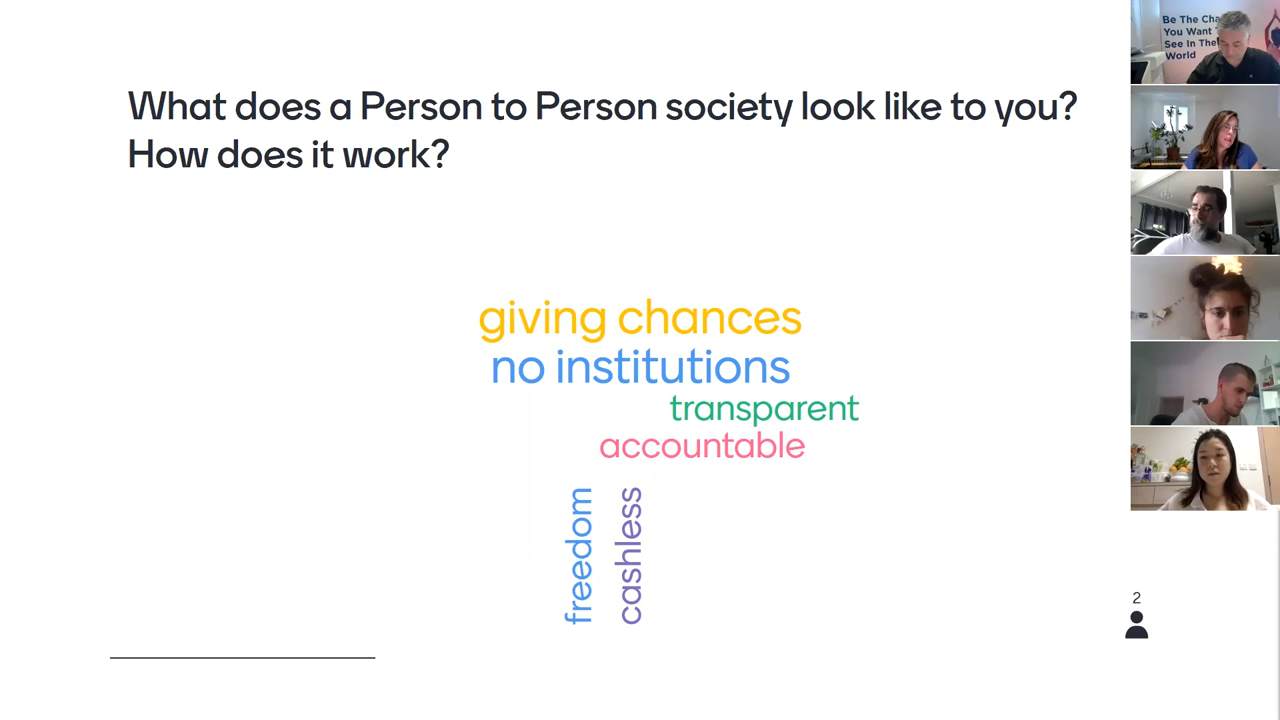 What does a Person to Person society look like to you?
How does it work?
giving chances
no institutions
transparent
accountable
freedom
cashless
2
Be The Cha
You Want
See In The
World